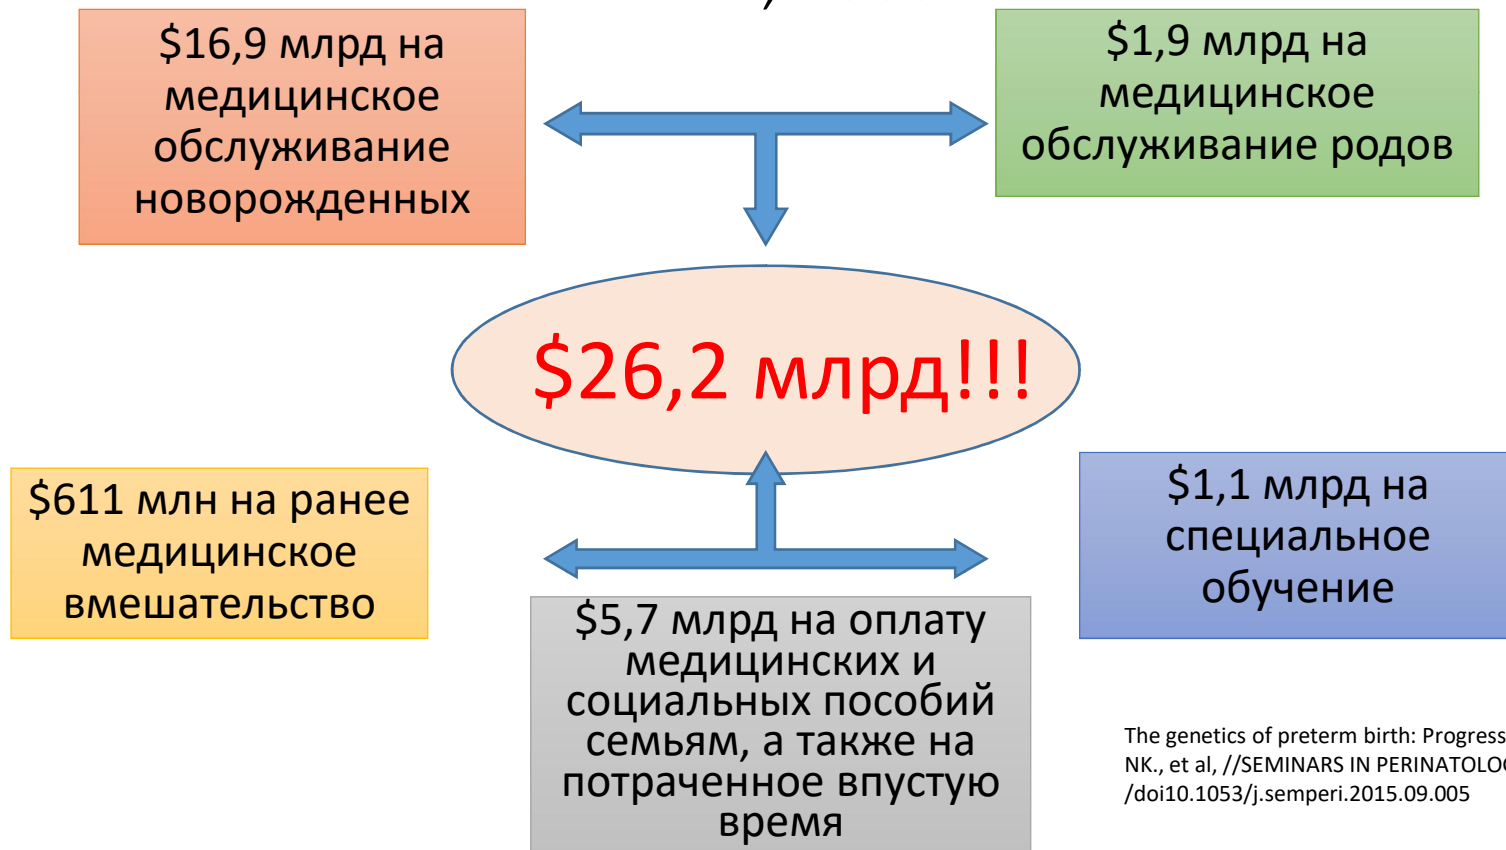 $16,9 млрд на
медицинское
обслуживание
новорожденных
$1,9 млрд на
медицинское
обслуживание родов
$26,2 млрд!!!
$611 млн на ранее
медицинское
вмешательство
$1,1 млрд на
специальное
обучение
$5,7 млрд на оплату
медицинских и
социальных пособий
семьям, а также на
потраченное впустую
время
The genetics of preterm birth: Progress
NK., et al, //SEMINARS IN PERINATOLO
/doi10.1053/j.semperi.2015.09.005